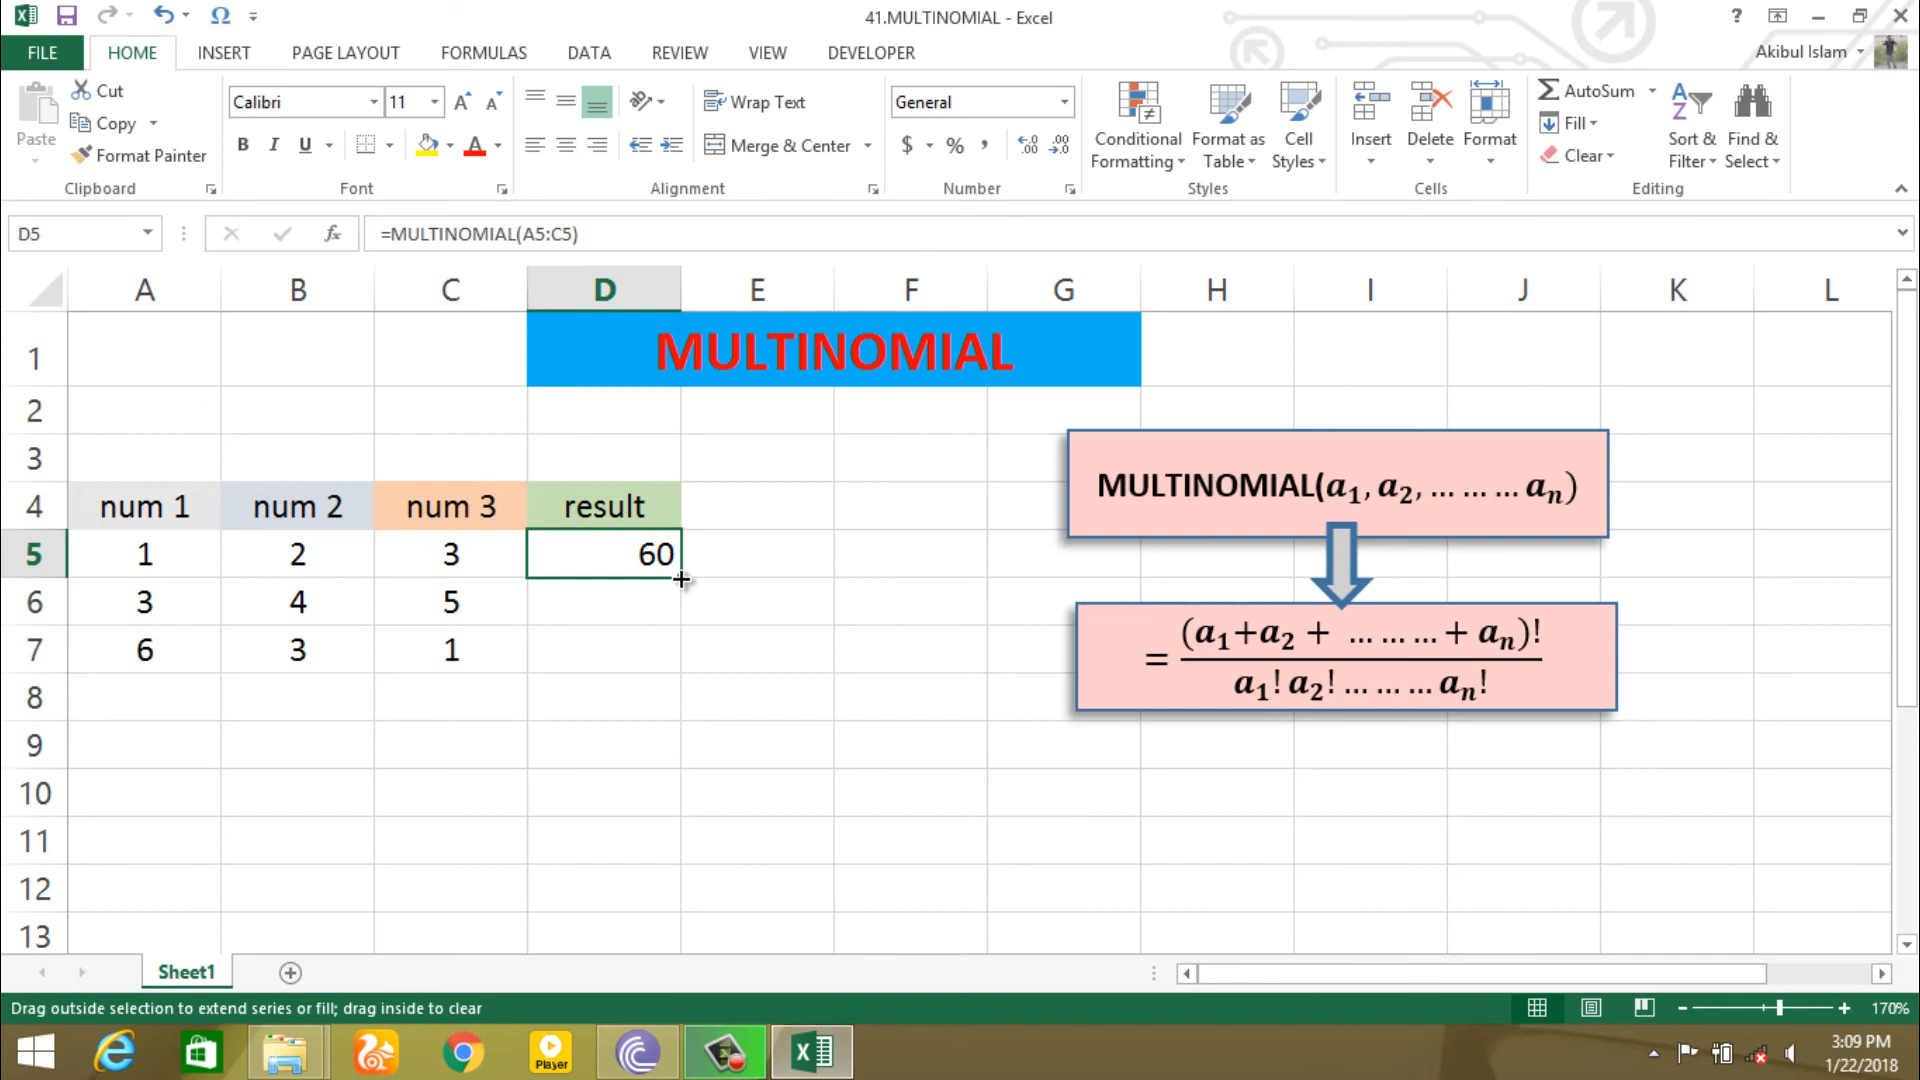 41.MULTINOMIAL - Excel
?
FILE HOME INSERT PAGE LAYOUT FORMULAS DATA REVIEW VIEW DEVELOPER Akibul Islam
Paste
Cut
Copy
Format Painter
Clipboard
Calibri 11
B I U
Font
Wrap Text
Merge & Center
Alignment
General
$ % ,
Number
Conditional Formatting
Format as Table
Cell Styles
Styles
Insert
Delete
Format
Cells
AutoSum
Fill
Clear
Sort & Filter
Find & Select
Editing
D5 fx =MULTINOMIAL(A5:C5)
A B C D E F G H I J K L
1 MULTINOMIAL
2
3
4 num 1 num 2 num 3 result
5 1 2 3 60
6 3 4 5
7 6 3 1
8
9
10
11
12
13
MULTINOMIAL(a₁, a₂, ... ... ... aₙ)
= (a₁+a₂ + ... ... ... + aₙ)!
a₁! a₂! ... ... ... aₙ!
Sheet1
Drag outside selection to extend series or fill; drag inside to clear
170%
Player
3:09 PM
1/22/2018